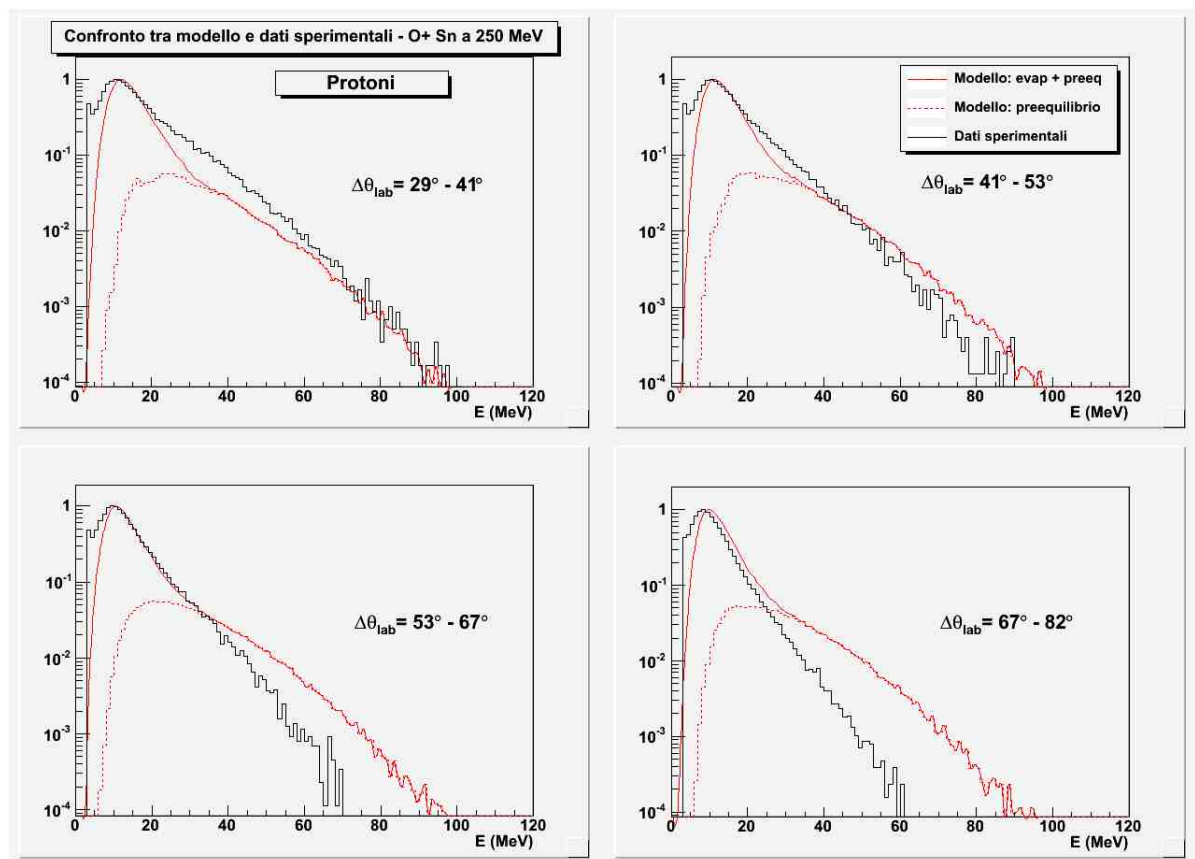 Confronto tra modello e dati sperimentali - O+ Sn a 250 MeV
Protoni
Δθlab= 29° - 41°
1
10-1
10-2
10-3
10-4
0 20 40 60 80 100 120
E (MeV)
Modello: evap + preeq
Modello: preequilibrio
Dati sperimentali
Δθlab= 41° - 53°
1
10-1
10-2
10-3
10-4
0 20 40 60 80 100 120
E (MeV)
Δθlab= 53° - 67°
1
10-1
10-2
10-3
10-4
0 20 40 60 80 100 120
E (MeV)
Δθlab= 67° - 82°
1
10-1
10-2
10-3
10-4
0 20 40 60 80 100 120
E (MeV)